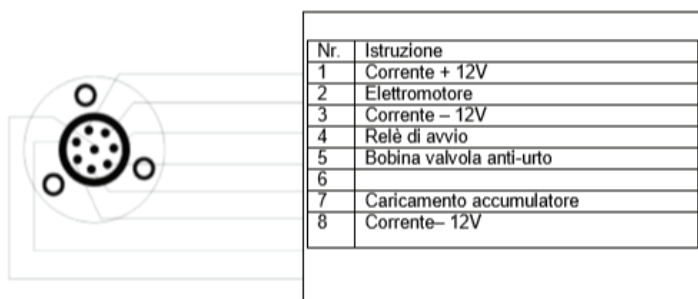 Nr. Istruzione
1 Corrente + 12V
2 Elettromotore
3 Corrente – 12V
4 Relè di avvio
5 Bobina valvola anti-urto
6
7 Caricamento accumulatore
8 Corrente– 12V